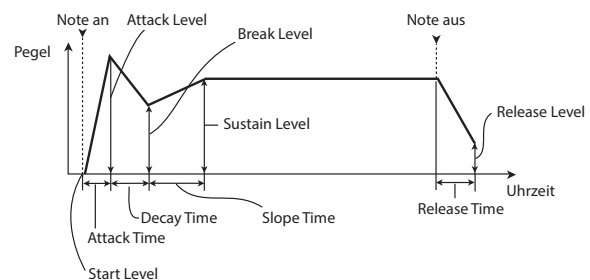 Note an
Attack Level
Note aus
Break Level
Pegel
Release Level
Sustain Level
Uhrzeit
Decay Time
Slope Time
Release Time
Attack Time
Start Level